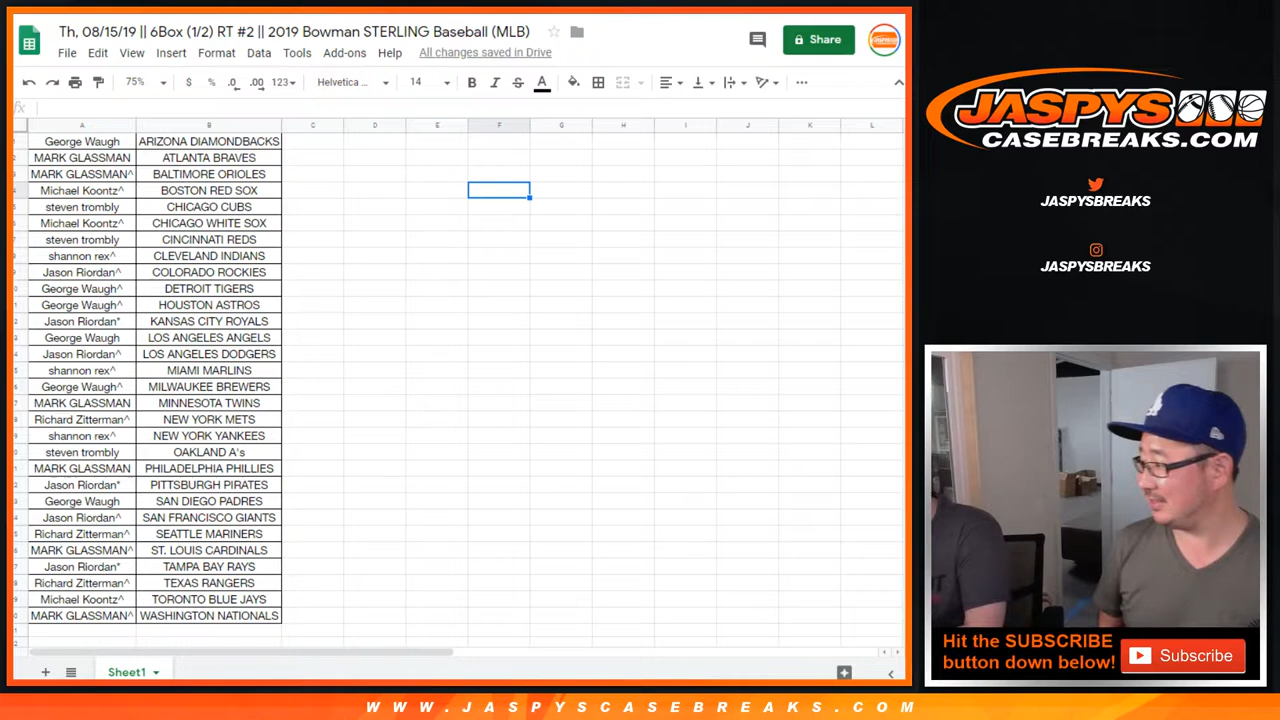 Th, 08/15/19 || 6Box (1/2) RT #2 || 2019 Bowman STERLING Baseball (MLB)
File Edit View Insert Format Data Tools Add-ons Help All changes saved in Drive
Share
75% $ % .0 .00 123 Helvetica ... 14 B I S A
fx
A B C D E F G H I J K L
George Waugh ARIZONA DIAMONDBACKS
MARK GLASSMAN ATLANTA BRAVES
MARK GLASSMAN^ BALTIMORE ORIOLES
Michael Koontz^ BOSTON RED SOX
steven trombly CHICAGO CUBS
Michael Koontz^ CHICAGO WHITE SOX
steven trombly CINCINNATI REDS
shannon rex^ CLEVELAND INDIANS
Jason Riordan^ COLORADO ROCKIES
George Waugh^ DETROIT TIGERS
George Waugh^ HOUSTON ASTROS
Jason Riordan* KANSAS CITY ROYALS
George Waugh LOS ANGELES ANGELS
Jason Riordan^ LOS ANGELES DODGERS
shannon rex^ MIAMI MARLINS
George Waugh^ MILWAUKEE BREWERS
MARK GLASSMAN MINNESOTA TWINS
Richard Zitterman^ NEW YORK METS
shannon rex^ NEW YORK YANKEES
steven trombly OAKLAND A's
MARK GLASSMAN PHILADELPHIA PHILLIES
Jason Riordan* PITTSBURGH PIRATES
George Waugh SAN DIEGO PADRES
Jason Riordan^ SAN FRANCISCO GIANTS
Richard Zitterman^ SEATTLE MARINERS
MARK GLASSMAN^ ST. LOUIS CARDINALS
Jason Riordan* TAMPA BAY RAYS
Richard Zitterman^ TEXAS RANGERS
Michael Koontz^ TORONTO BLUE JAYS
MARK GLASSMAN^ WASHINGTON NATIONALS
Sheet1
JASPYS
CASEBREAKS.COM
JASPYSBREAKS
JASPYSBREAKS
Hit the SUBSCRIBE
button down below!
Subscribe
WWW.JASPYSCASEBREAKS.COM